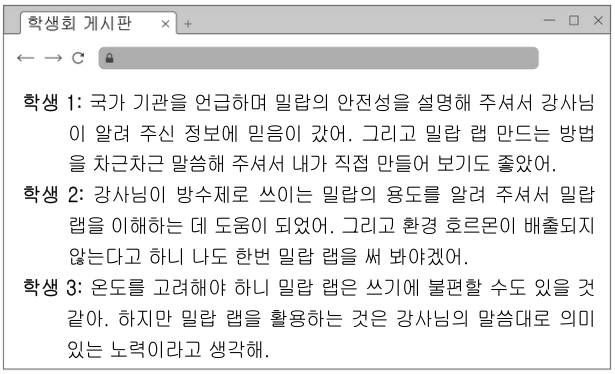 학생회 게시판
학생 1: 국가 기관을 언급하며 밀랍의 안전성을 설명해 주셔서 강사님
이 알려 주신 정보에 믿음이 갔어. 그리고 밀랍 랩 만드는 방법
을 차근차근 말씀해 주셔서 내가 직접 만들어 보기도 좋았어.
학생 2: 강사님이 방수제로 쓰이는 밀랍의 용도를 알려 주셔서 밀랍
랩을 이해하는 데 도움이 되었어. 그리고 환경 호르몬이 배출되지
않는다고 하니 나도 한번 밀랍 랩을 써 봐야겠어.
학생 3: 온도를 고려해야 하니 밀랍 랩은 쓰기에 불편할 수도 있을 것
같아. 하지만 밀랍 랩을 활용하는 것은 강사님의 말씀대로 의미
있는 노력이라고 생각해.